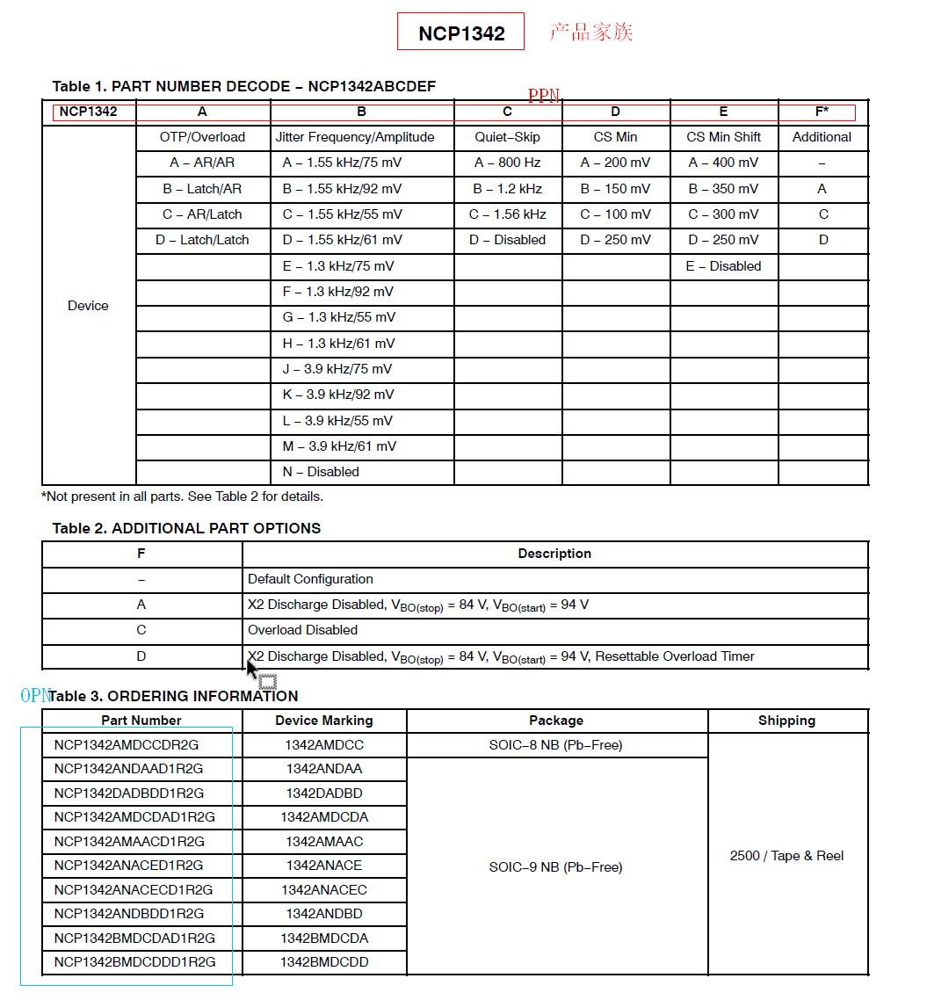 NCP1342 产品家族
Table 1. PART NUMBER DECODE – NCP1342ABCDEF
PPN
NCP1342 A B C D E F*
Device
OTP/Overload Jitter Frequency/Amplitude Quiet–Skip CS Min CS Min Shift Additional
A – AR/AR A – 1.55 kHz/75 mV A – 800 Hz A – 200 mV A – 400 mV –
B – Latch/AR B – 1.55 kHz/92 mV B – 1.2 kHz B – 150 mV B – 350 mV A
C – AR/Latch C – 1.55 kHz/55 mV C – 1.56 kHz C – 100 mV C – 300 mV C
D – Latch/Latch D – 1.55 kHz/61 mV D – Disabled D – 250 mV D – 250 mV D
E – 1.3 kHz/75 mV E – Disabled
F – 1.3 kHz/92 mV
G – 1.3 kHz/55 mV
H – 1.3 kHz/61 mV
J – 3.9 kHz/75 mV
K – 3.9 kHz/92 mV
L – 3.9 kHz/55 mV
M – 3.9 kHz/61 mV
N – Disabled
*Not present in all parts. See Table 2 for details.
Table 2. ADDITIONAL PART OPTIONS
F Description
– Default Configuration
A X2 Discharge Disabled, VBO(stop) = 84 V, VBO(start) = 94 V
C Overload Disabled
D X2 Discharge Disabled, VBO(stop) = 84 V, VBO(start) = 94 V, Resettable Overload Timer
OPN
Table 3. ORDERING INFORMATION
Part Number Device Marking Package Shipping
NCP1342AMDCCDR2G 1342AMDCC SOIC–8 NB (Pb–Free) 2500 / Tape & Reel
NCP1342ANDAAD1R2G 1342ANDAA SOIC–9 NB (Pb–Free)
NCP1342DADBDD1R2G 1342DADBD
NCP1342AMDCDAD1R2G 1342AMDCDA
NCP1342AMAACD1R2G 1342AMAAC
NCP1342ANACED1R2G 1342ANACE
NCP1342ANACECD1R2G 1342ANACEC
NCP1342ANDBDD1R2G 1342ANDBD
NCP1342BMDCDAD1R2G 1342BMDCDA
NCP1342BMDCDDD1R2G 1342BMDCDD